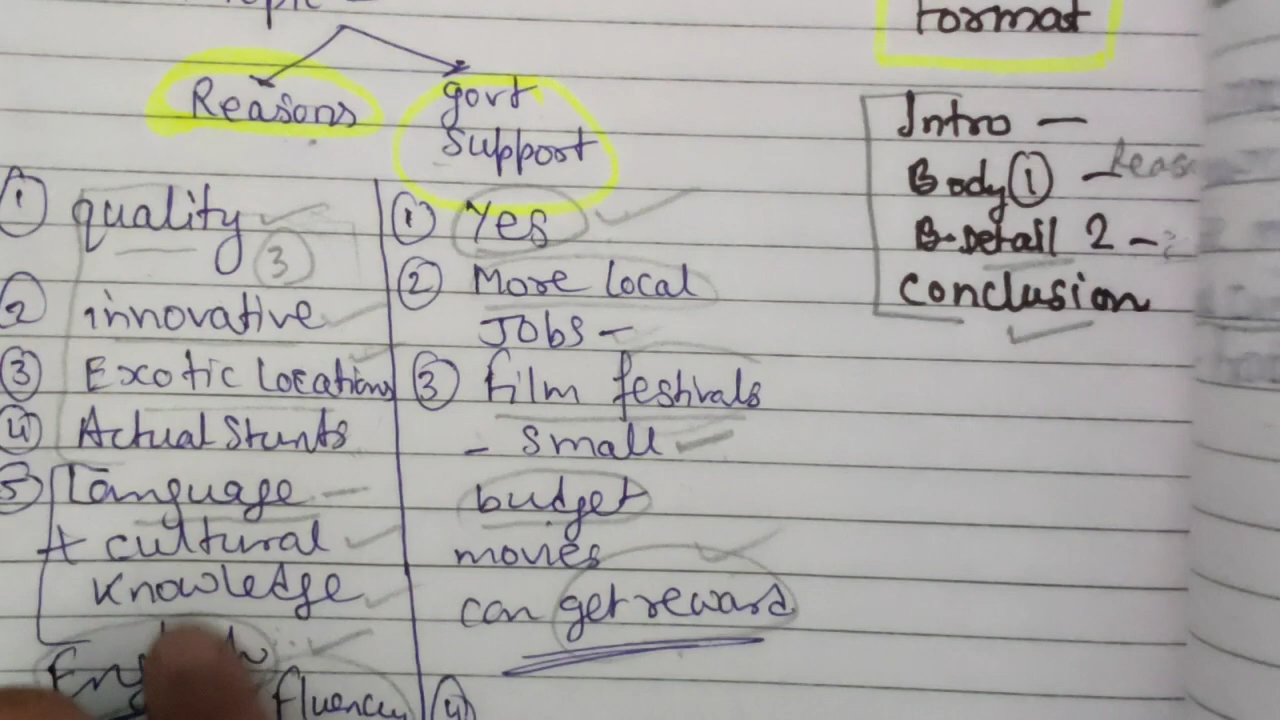 Format
Reasons
govt
support
① quality
③
② innovative
③ Exotic Locations
④ Actual Stunts
⑤ Language
+ cultural
knowledge
fluency
① Yes
② More local
Jobs -
③ film festivals
- small
budget
movies
can get reward
④
Intro -
Body ① -
B-Detail 2 -
conclusion